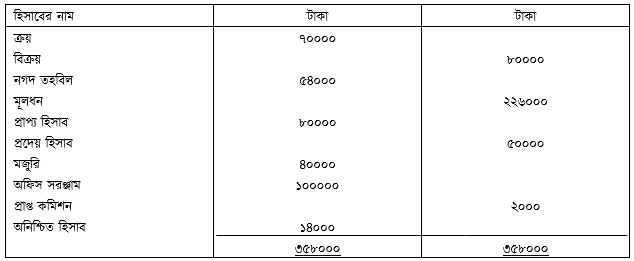 হিসাবের নাম টাকা টাকা
ক্রয় ৭০০০০
বিক্রয় ৮০০০০
নগদ তহবিল ৫৪০০০
মূলধন ২২৬০০০
প্রাপ্য হিসাব ৮০০০০
প্রদেয় হিসাব ৫০০০০
মজুরি ৪০০০০
অফিস সরঞ্জাম ১০০০০০
প্রাপ্ত কমিশন ২০০০
অনিশ্চিত হিসাব ১৪০০০
৩৫৮০০০ ৩৫৮০০০